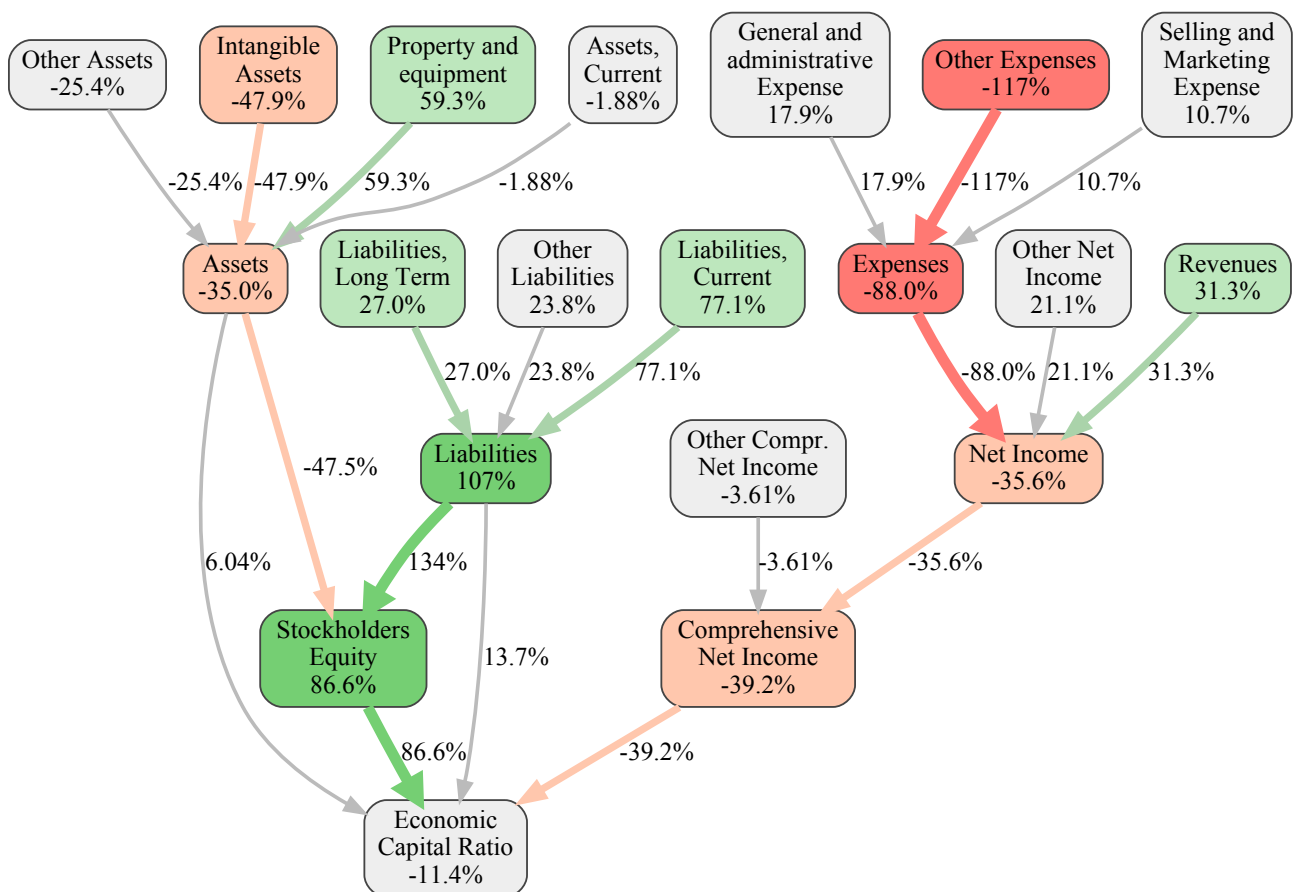 Other Assets
-25.4%
Intangible
Assets
-47.9%
Property and
equipment
59.3%
Assets,
Current
-1.88%
General and
administrative
Expense
17.9%
Other Expenses
-117%
Selling and
Marketing
Expense
10.7%
-25.4%
-47.9%
59.3%
-1.88%
17.9%
-117%
10.7%
Assets
-35.0%
Liabilities,
Long Term
27.0%
Other
Liabilities
23.8%
Liabilities,
Current
77.1%
Expenses
-88.0%
Other Net
Income
21.1%
Revenues
31.3%
27.0%
23.8%
77.1%
-88.0%
21.1%
31.3%
-47.5%
Liabilities
107%
Other Compr.
Net Income
-3.61%
Net Income
-35.6%
6.04%
134%
-3.61%
-35.6%
Stockholders
Equity
86.6%
13.7%
Comprehensive
Net Income
-39.2%
86.6%
-39.2%
Economic
Capital Ratio
-11.4%